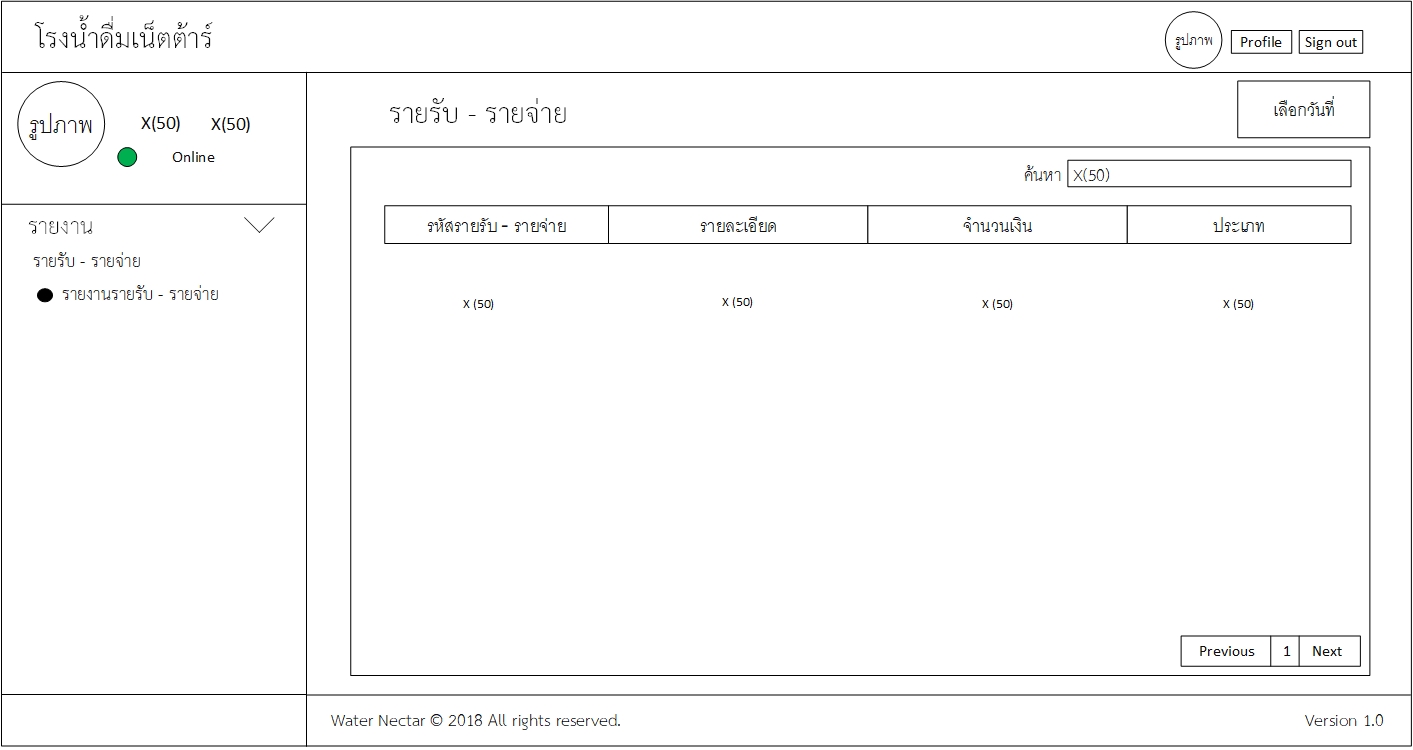 โรงน้ำดื่มเน็ตต้าร์
รูปภาพ Profile Sign out
รูปภาพ X(50) X(50)
Online
รายงาน
รายรับ - รายจ่าย
รายงานรายรับ - รายจ่าย
รายรับ - รายจ่าย
เลือกวันที่
ค้นหา X(50)
รหัสรายรับ - รายจ่าย รายละเอียด จำนวนเงิน ประเภท
X (50) X (50) X (50) X (50)
Previous 1 Next
Water Nectar © 2018 All rights reserved. Version 1.0